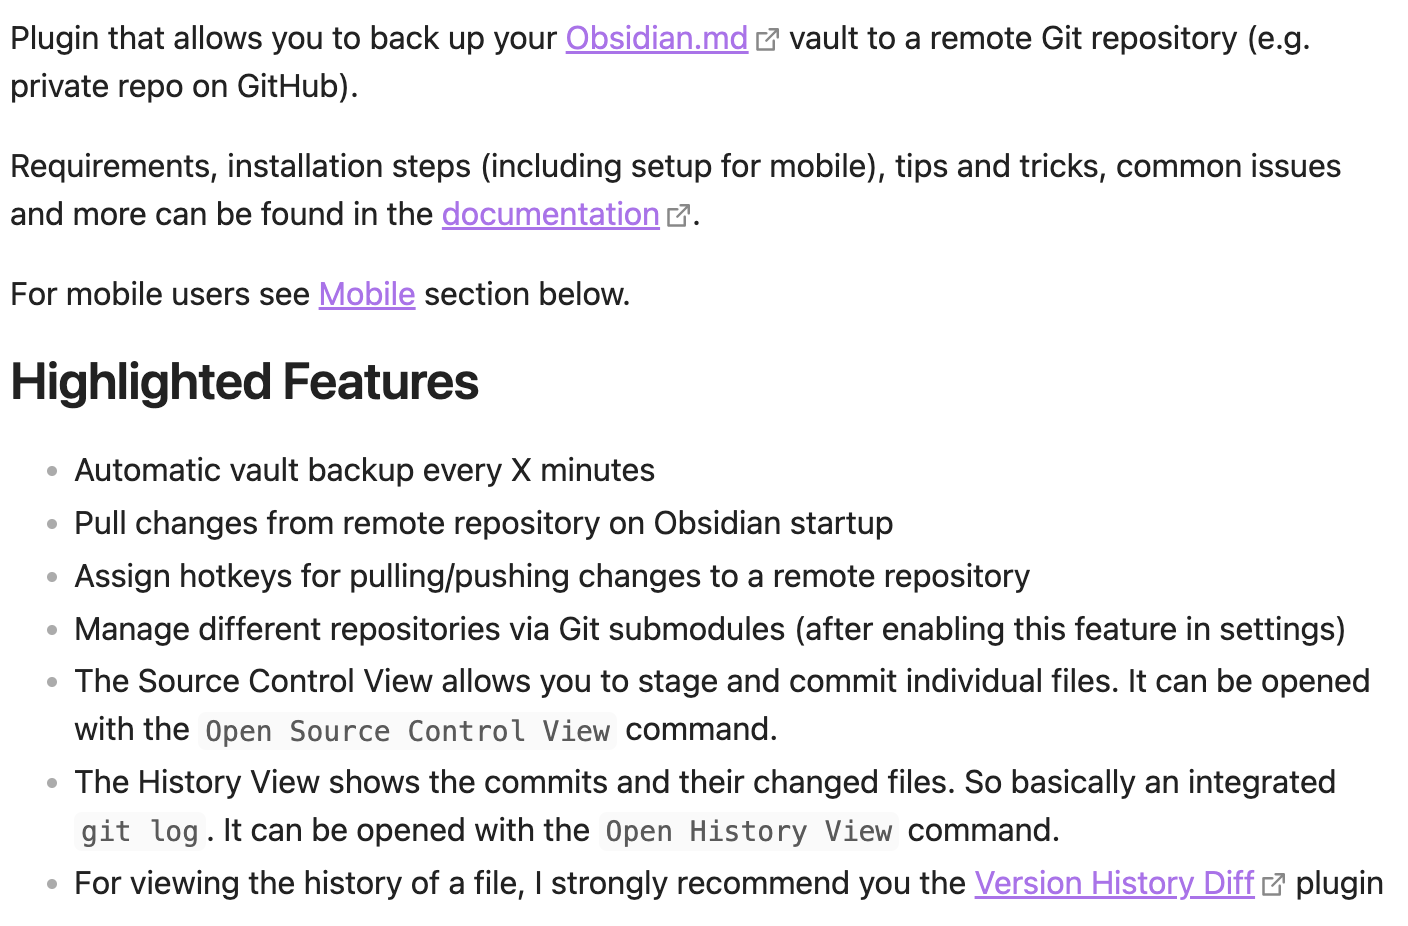 Plugin that allows you to back up your Obsidian.md vault to a remote Git repository (e.g.
private repo on GitHub).
Requirements, installation steps (including setup for mobile), tips and tricks, common issues
and more can be found in the documentation.
For mobile users see Mobile section below.
Highlighted Features
• Automatic vault backup every X minutes
• Pull changes from remote repository on Obsidian startup
• Assign hotkeys for pulling/pushing changes to a remote repository
• Manage different repositories via Git submodules (after enabling this feature in settings)
• The Source Control View allows you to stage and commit individual files. It can be opened
with the Open Source Control View command.
• The History View shows the commits and their changed files. So basically an integrated
git log. It can be opened with the Open History View command.
• For viewing the history of a file, I strongly recommend you the Version History Diff plugin